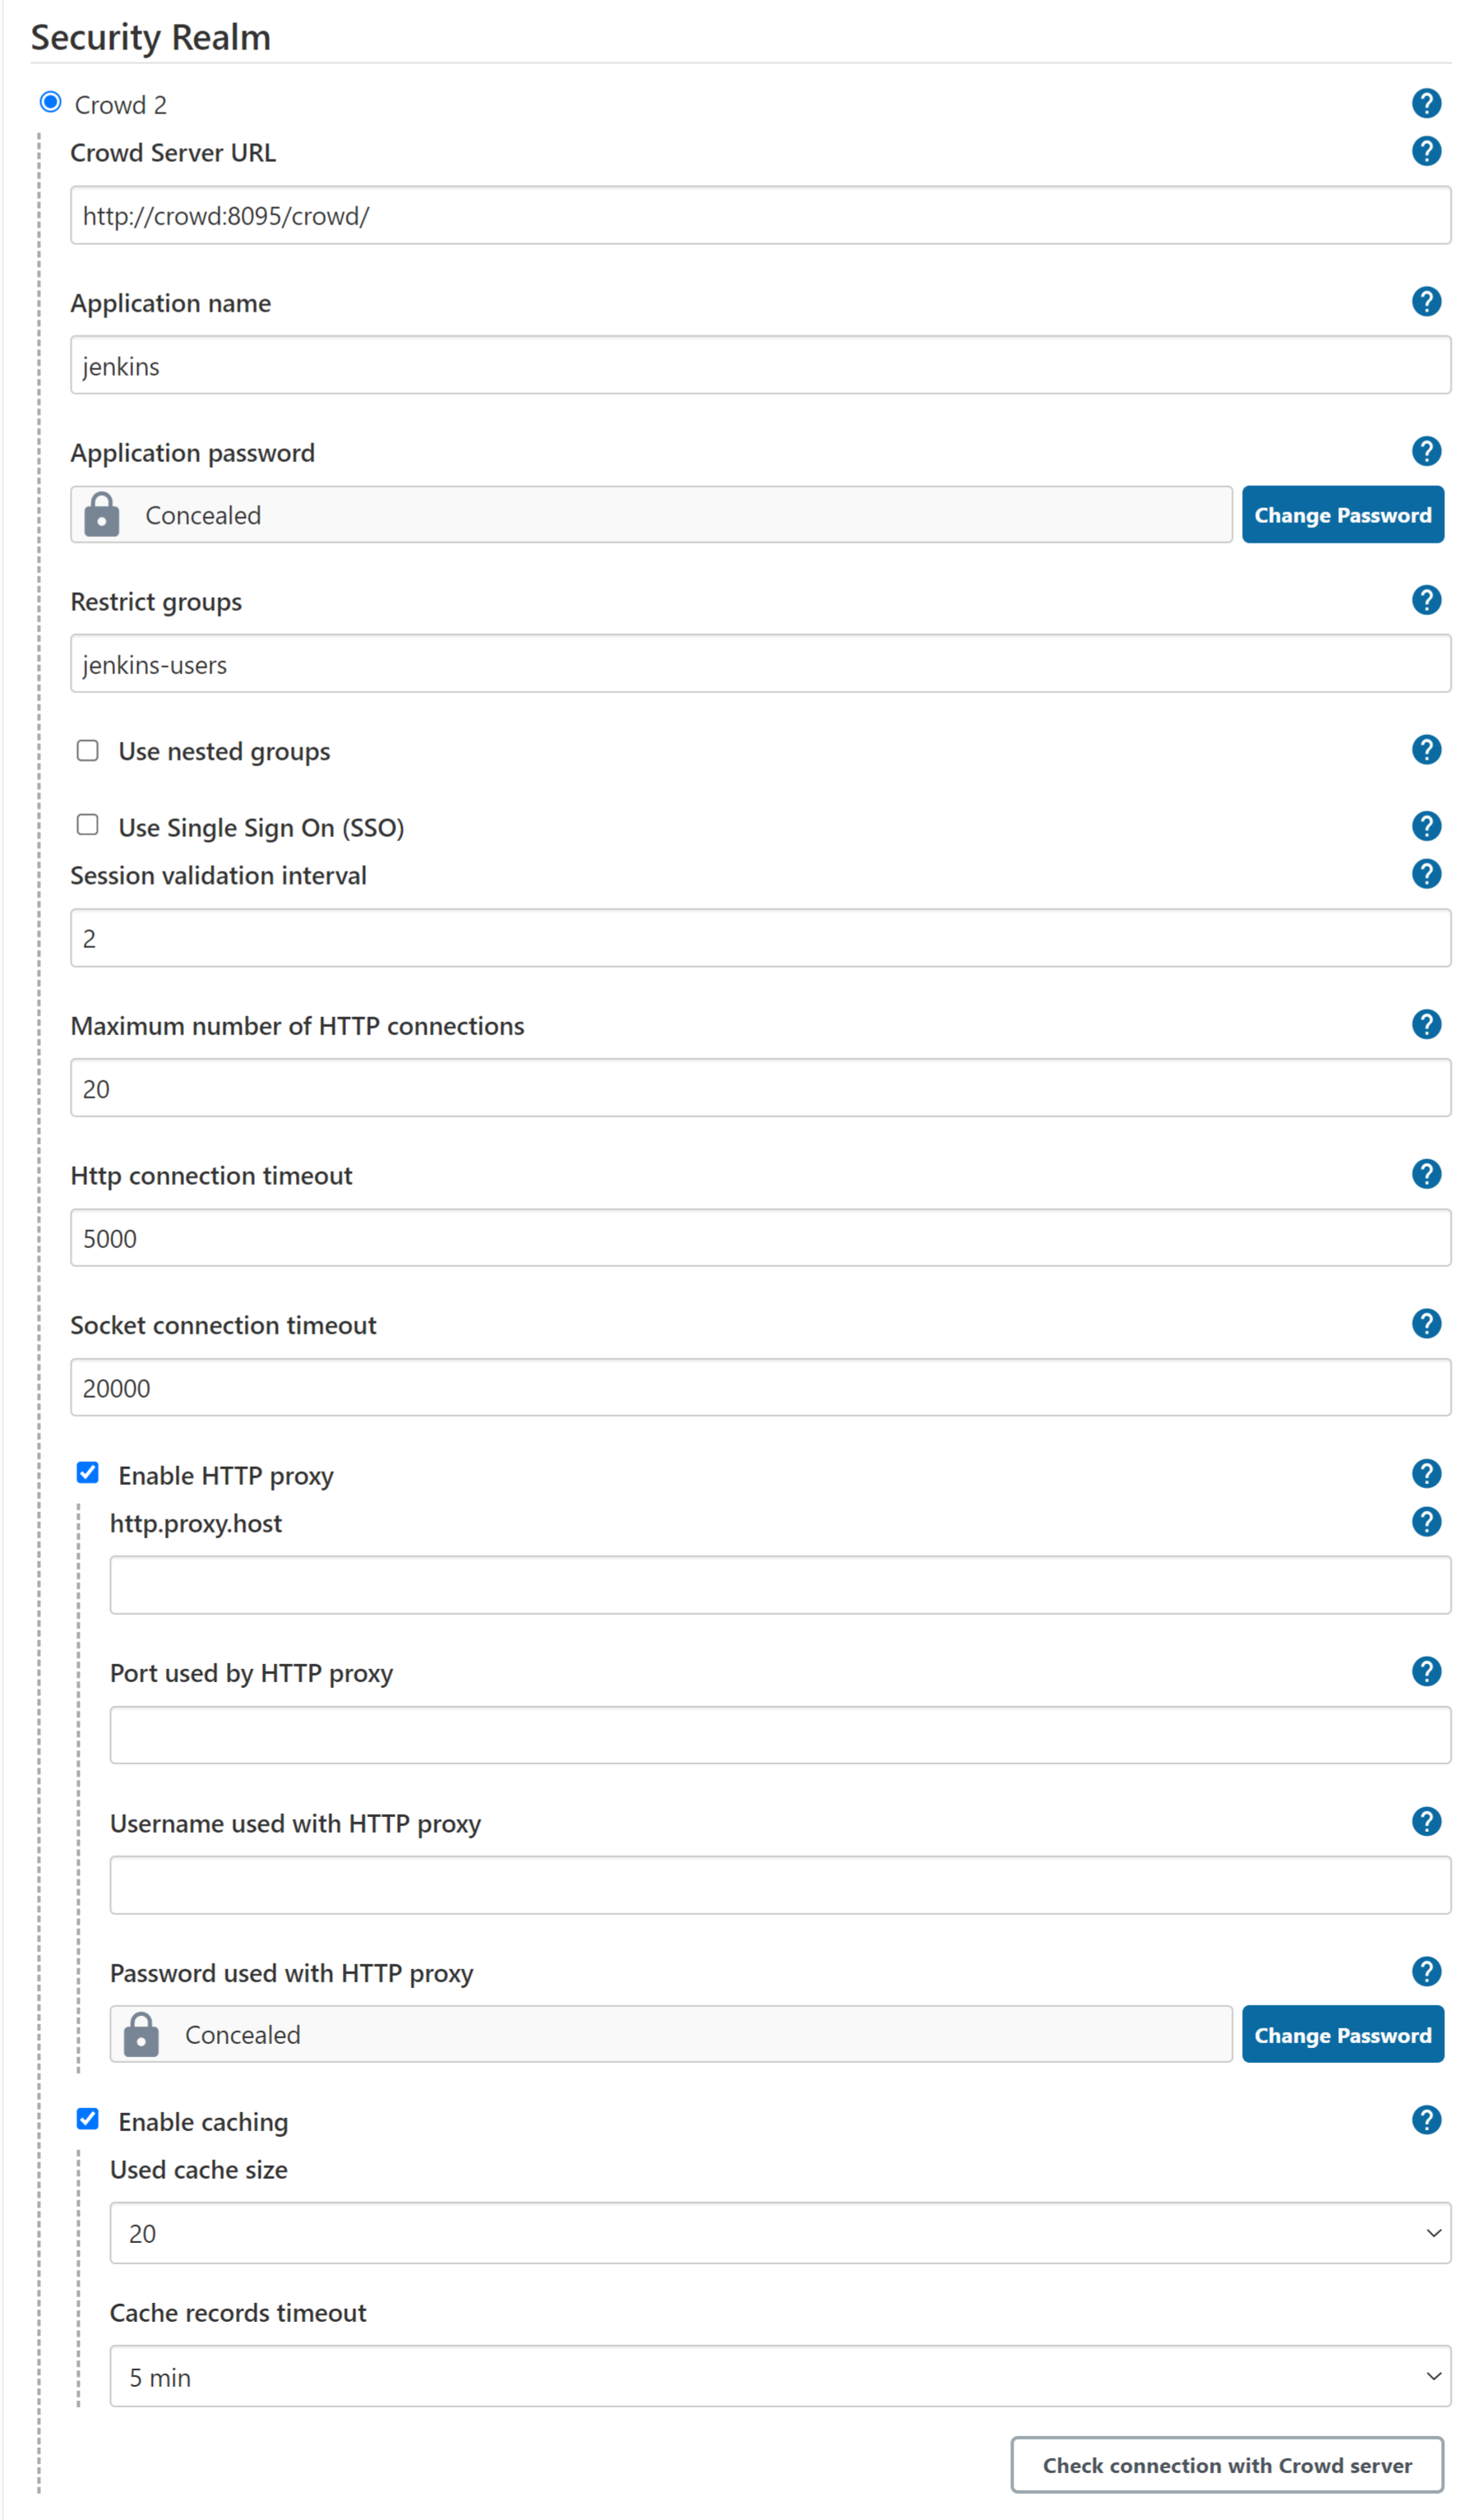 Security Realm
Crowd 2
Crowd Server URL
http://crowd:8095/crowd/
Application name
jenkins
Application password
Concealed
Change Password
Restrict groups
jenkins-users
Use nested groups
Use Single Sign On (SSO)
Session validation interval
2
Maximum number of HTTP connections
20
Http connection timeout
5000
Socket connection timeout
20000
Enable HTTP proxy
http.proxy.host
Port used by HTTP proxy
Username used with HTTP proxy
Password used with HTTP proxy
Concealed
Change Password
Enable caching
Used cache size
20
Cache records timeout
5 min
Check connection with Crowd server